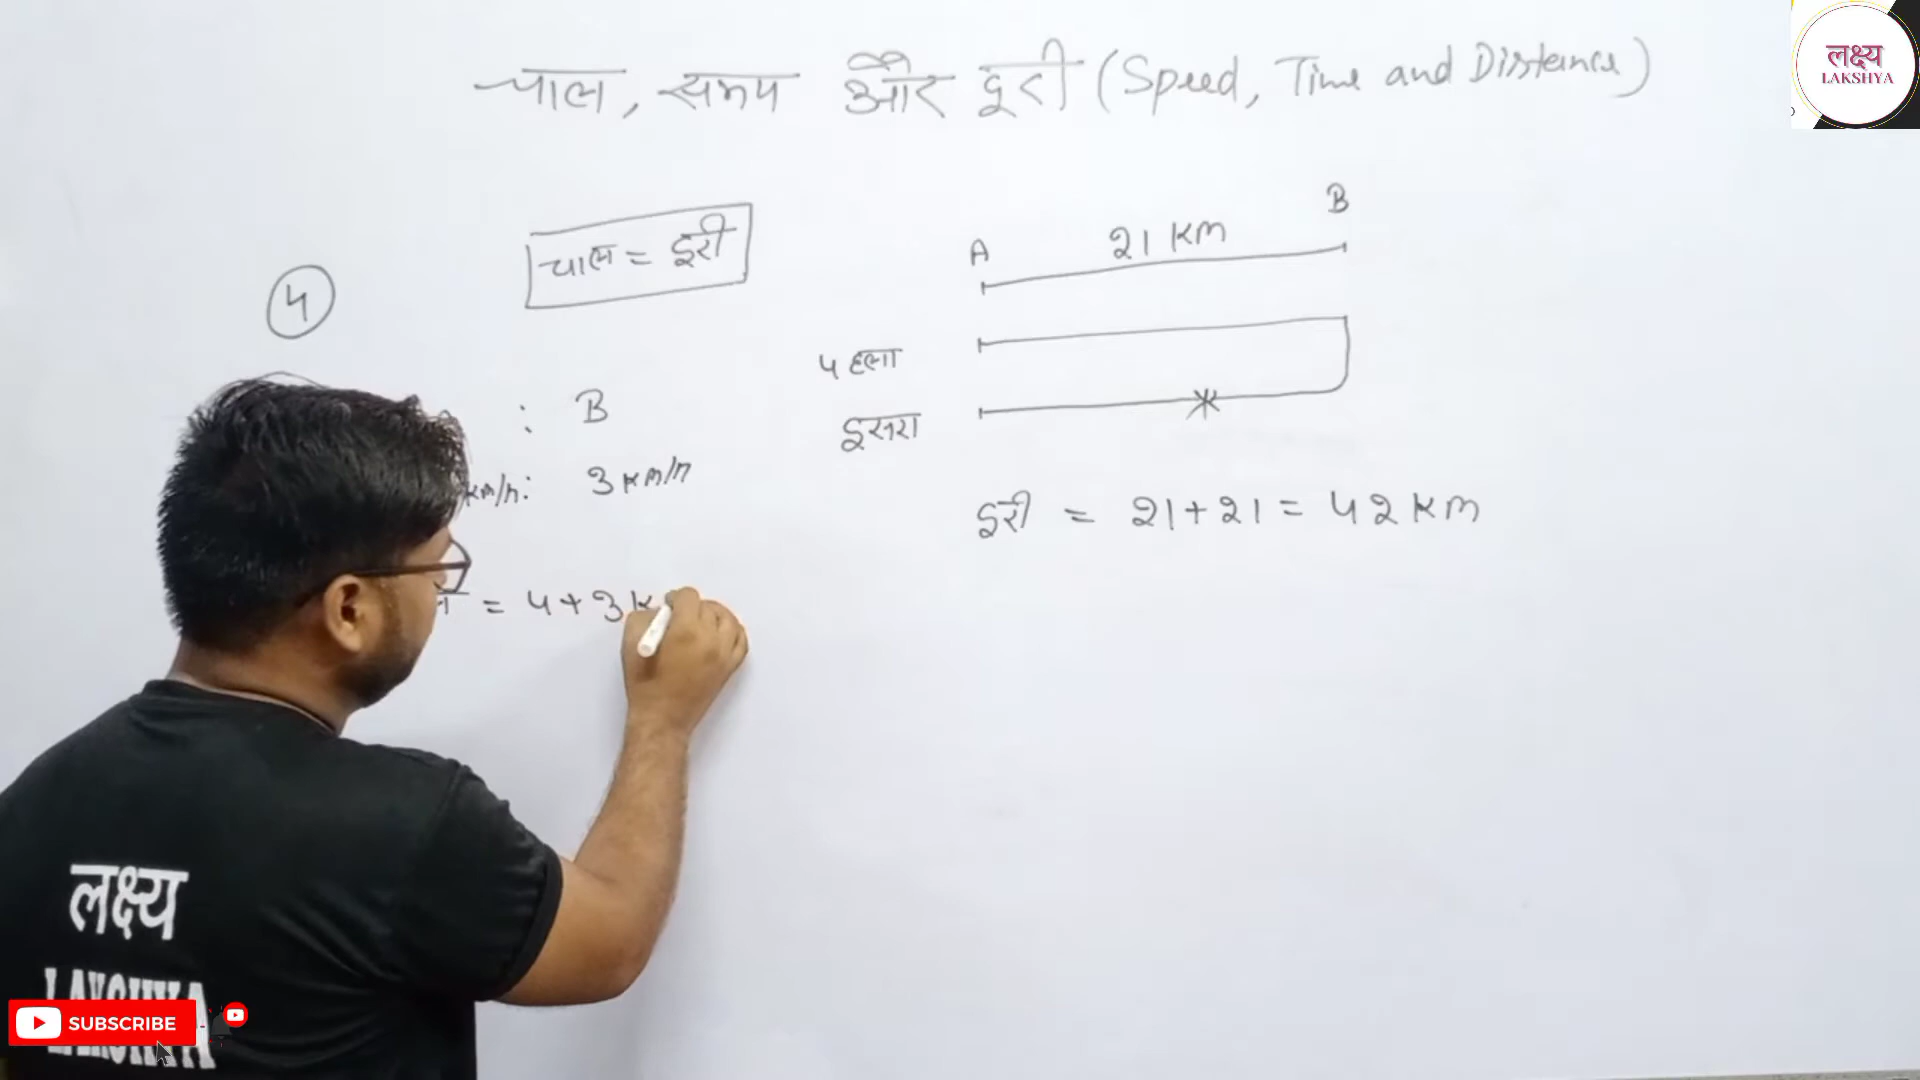 चाल, समय और दूरी (Speed, Time and Distance)
लक्ष्य
LAKSHYA
4
चाल = दूरी
A 21 km B
पहला
दूसरा
: B
km/h : 3 km/h
दूरी = 21+21 = 42 km
= 4+3 k
लक्ष्य
LAKSHYA
SUBSCRIBE